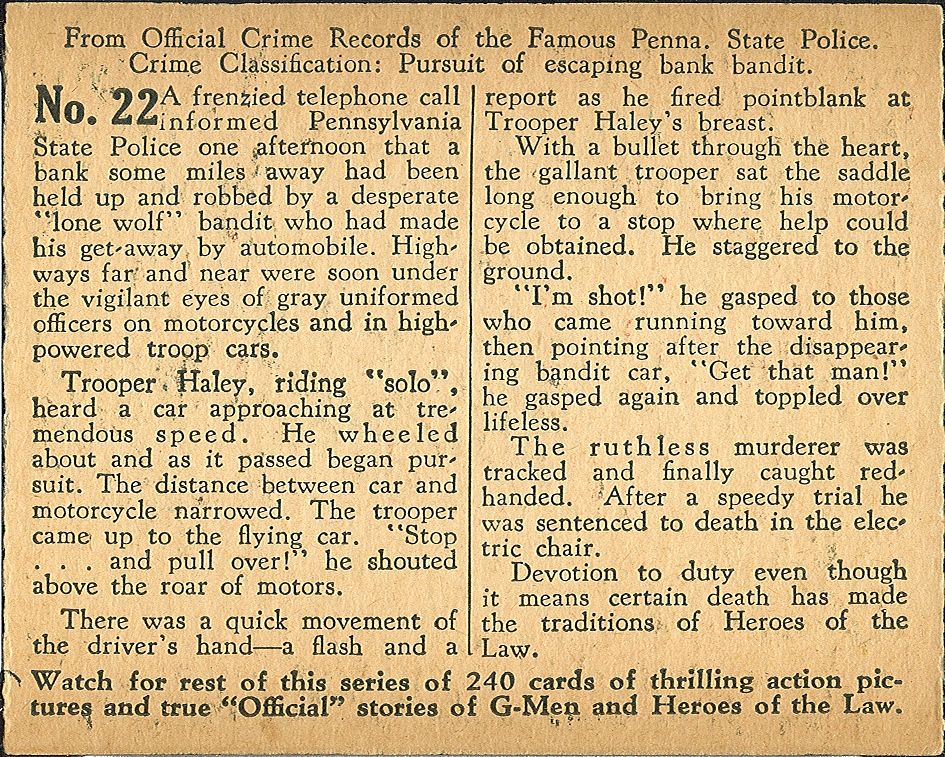 From Official Crime Records of the Famous Penna. State Police.
Crime Classification: Pursuit of escaping bank bandit.
No. 22 A frenzied telephone call
informed Pennsylvania
State Police one afternoon that a
bank some miles away had been
held up and robbed by a desperate
"lone wolf" bandit who had made
his get-away by automobile. High-
ways far and near were soon under
the vigilant eyes of gray uniformed
officers on motorcycles and in high-
powered troop cars.
Trooper Haley, riding "solo",
heard a car approaching at tre-
mendous speed. He wheeled
about and as it passed began pur-
suit. The distance between car and
motorcycle narrowed. The trooper
came up to the flying car. "Stop
. . . and pull over!" he shouted
above the roar of motors.
There was a quick movement of
the driver's hand—a flash and a
report as he fired pointblank at
Trooper Haley's breast.
With a bullet through the heart,
the gallant trooper sat the saddle
long enough to bring his motor-
cycle to a stop where help could
be obtained. He staggered to the
ground.
"I'm shot!" he gasped to those
who came running toward him,
then pointing after the disappear-
ing bandit car, "Get that man!"
he gasped again and toppled over
lifeless.
The ruthless murderer was
tracked and finally caught red-
handed. After a speedy trial he
was sentenced to death in the elec-
tric chair.
Devotion to duty even though
it means certain death has made
the traditions of Heroes of the
Law.
Watch for rest of this series of 240 cards of thrilling action pic-
tures and true "Official" stories of G-Men and Heroes of the Law.